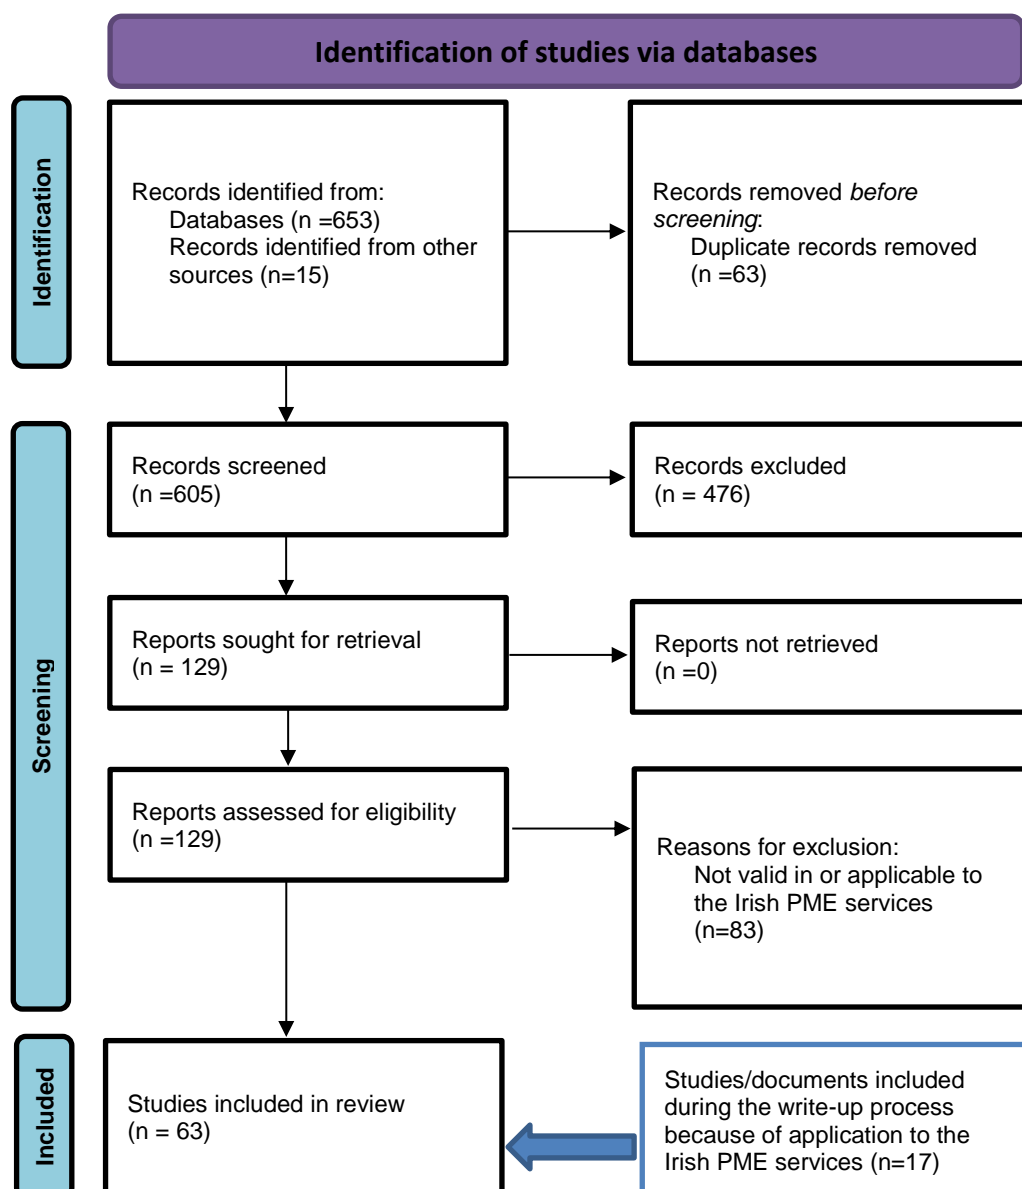 Identification of studies via databases
Identification
Records identified from:
Databases (n =653)
Records identified from other
sources (n=15)
Records removed before
screening:
Duplicate records removed
(n =63)
Screening
Records screened
(n =605)
Records excluded
(n = 476)
Reports sought for retrieval
(n = 129)
Reports not retrieved
(n =0)
Reports assessed for eligibility
(n =129)
Reasons for exclusion:
Not valid in or applicable to
the Irish PME services
(n=83)
Included
Studies included in review
(n = 63)
Studies/documents included
during the write-up process
because of application to the
Irish PME services (n=17)